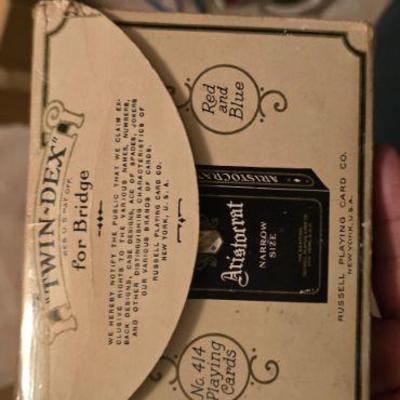 "TWIN-DEX"
REG. U.S. PAT. OFF.
for Bridge
WE HEREBY NOTIFY THE PUBLIC THAT WE CLAIM EX-
CLUSIVE RIGHTS TO THE VARIOUS NAMES, NUMBERS,
BACK DESIGNS, CASE DESIGNS, ACE OF SPADES, JOKERS
AND OTHER DISTINGUISHING CHARACTERISTICS OF
OUR VARIOUS BRANDS OF CARDS.
RUSSELL PLAYING CARD CO.
NEW YORK, U.S.A.
Red
and
Blue
ARISTOCRAT
Aristocrat
NARROW
SIZE
No. 414
Playing
Cards
RUSSELL PLAYING CARD CO.
NEW YORK, U.S.A.